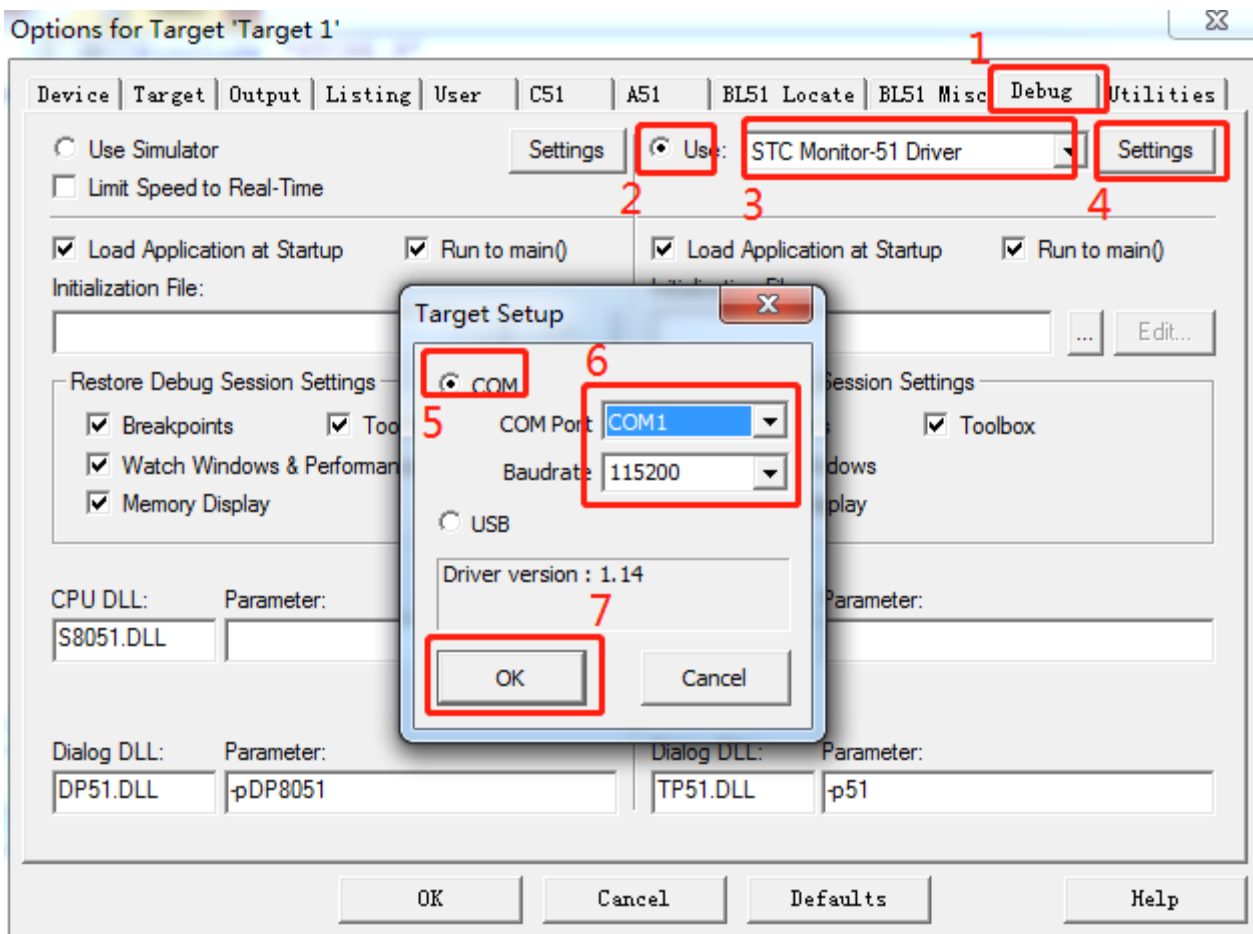 Options for Target 'Target 1'
1
Device Target Output Listing User C51 A51 BL51 Locate BL51 Misc Debug Utilities
Use Simulator Settings Use: STC Monitor-51 Driver Settings
Limit Speed to Real-Time
2 3 4
Load Application at Startup Run to main() Load Application at Startup Run to main()
Initialization File:
... Edit...
Target Setup
Restore Debug Session Settings Session Settings
Breakpoints Toolbox
Watch Windows &
Memory Display
5 COM
6
COM Port COM1
Baudrate 115200
USB
Driver version : 1.14
7
OK Cancel
CPU DLL: Parameter: Parameter:
S8051.DLL
Dialog DLL: Parameter: Dialog DLL: Parameter:
DP51.DLL -pDP8051 TP51.DLL -p51
OK Cancel Defaults Help